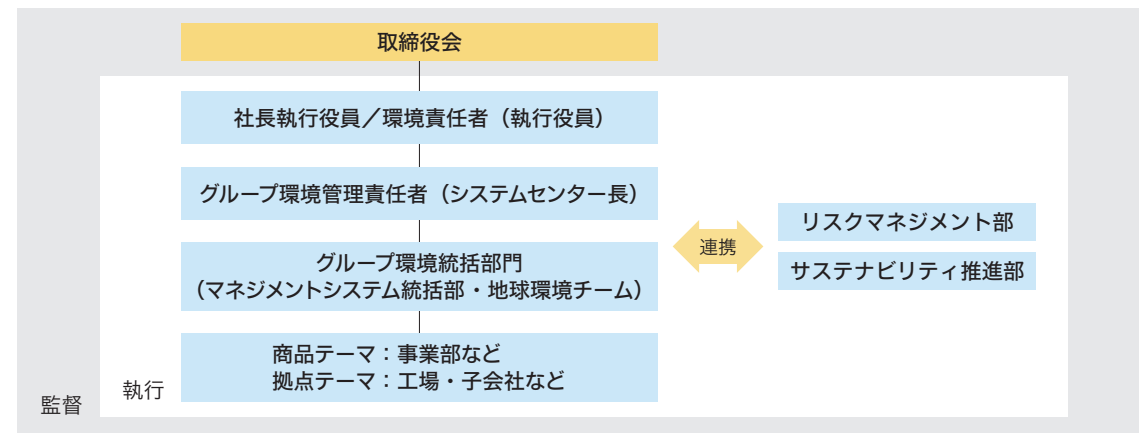 取締役会
社長執行役員／環境責任者（執行役員）
グループ環境管理責任者（システムセンター長）
グループ環境統括部門
（マネジメントシステム統括部・地球環境チーム）
商品テーマ：事業部など
拠点テーマ：工場・子会社など
連携
リスクマネジメント部
サステナビリティ推進部
執行
監督